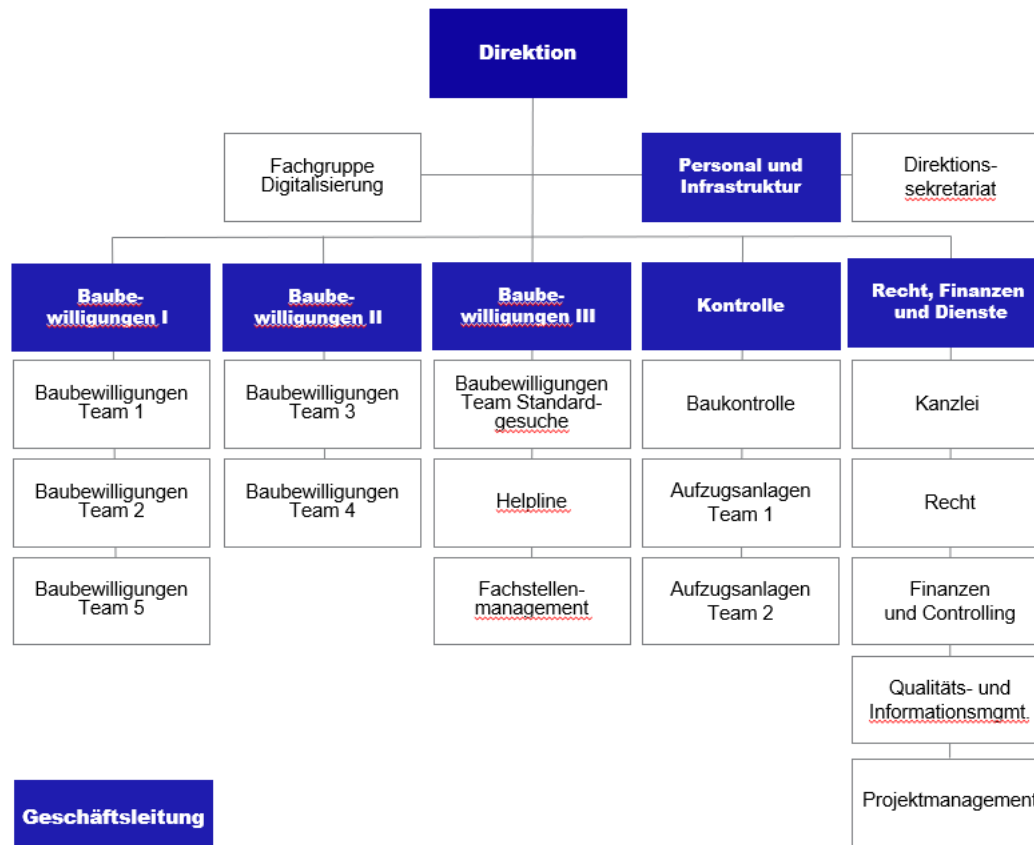 Direktion
Fachgruppe
Digitalisierung
Personal und
Infrastruktur
Direktions-
sekretariat
Baube-
willigungen I
Baube-
willigungen II
Baube-
willigungen III
Kontrolle
Recht, Finanzen
und Dienste
Baubewilligungen
Team 1
Baubewilligungen
Team 3
Baubewilligungen
Team Standard-
gesuche
Baukontrolle
Kanzlei
Baubewilligungen
Team 2
Baubewilligungen
Team 4
Helpline
Aufzugsanlagen
Team 1
Recht
Baubewilligungen
Team 5
Fachstellen-
management
Aufzugsanlagen
Team 2
Finanzen
und Controlling
Qualitäts- und
Informationsmgmt.
Projektmanagement
Geschäftsleitung